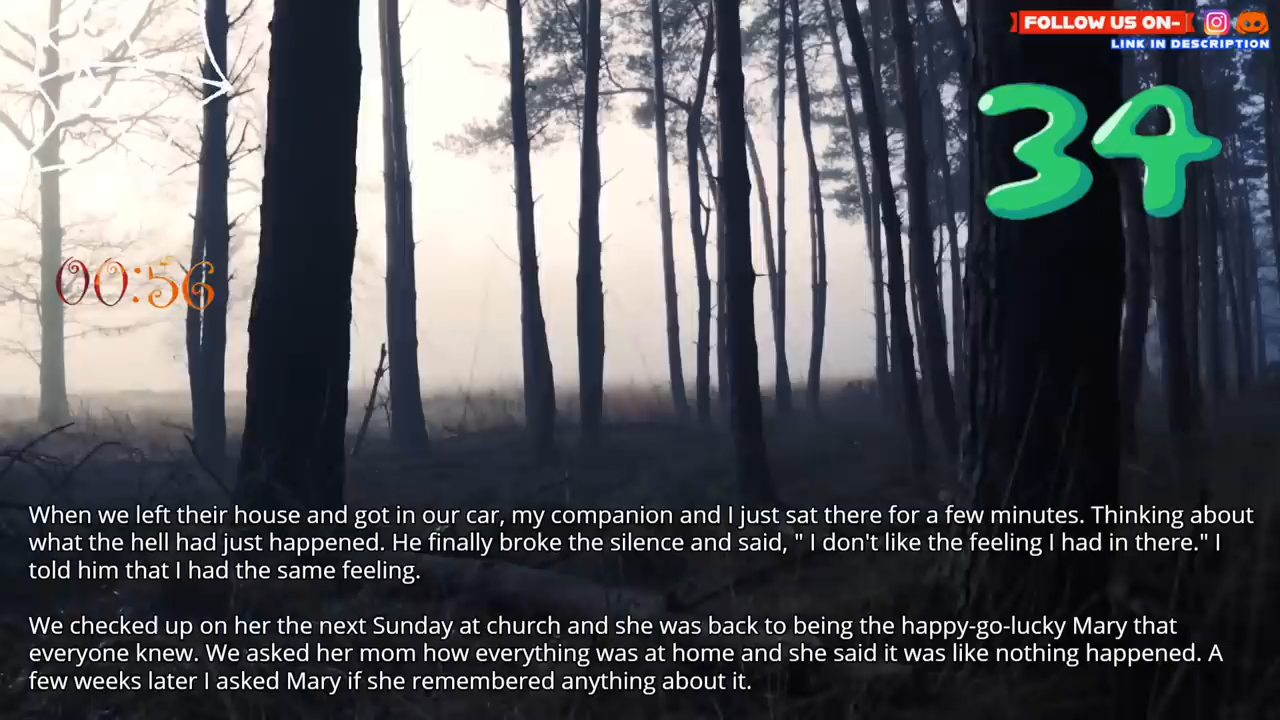 FOLLOW US ON-
LINK IN DESCRIPTION
34
00:56
When we left their house and got in our car, my companion and I just sat there for a few minutes. Thinking about
what the hell had just happened. He finally broke the silence and said, " I don't like the feeling I had in there." I
told him that I had the same feeling.
We checked up on her the next Sunday at church and she was back to being the happy-go-lucky Mary that
everyone knew. We asked her mom how everything was at home and she said it was like nothing happened. A
few weeks later I asked Mary if she remembered anything about it.